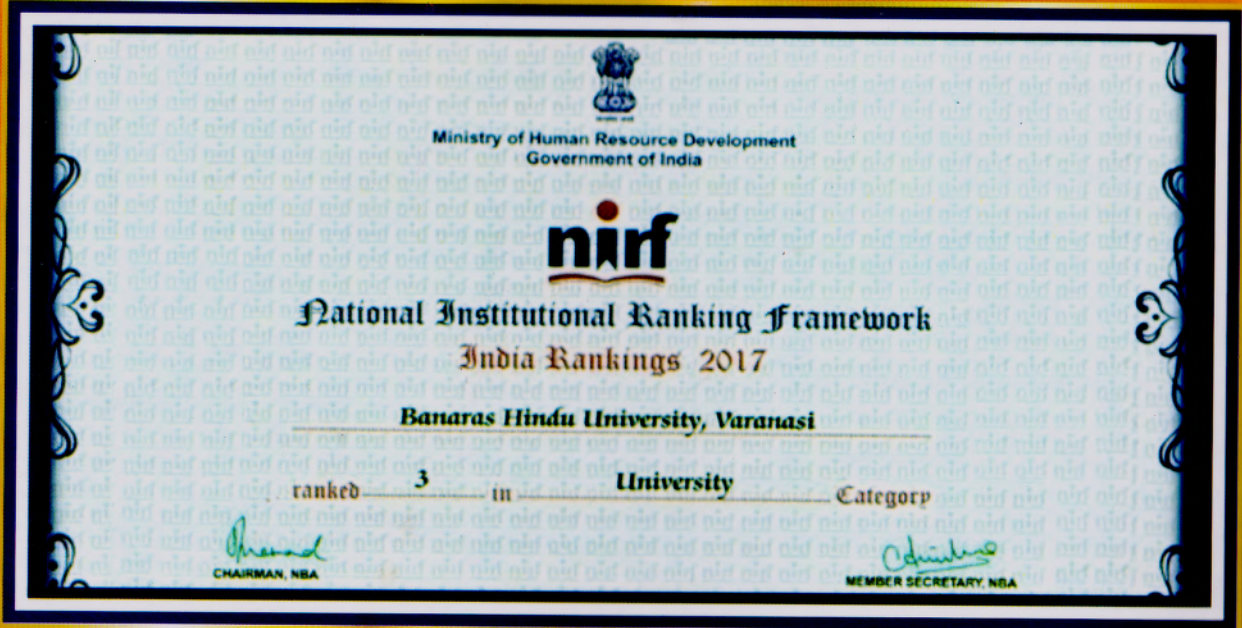 Ministry of Human Resource Development
Government of India
nirf
National Institutional Ranking Framework
India Rankings 2017
Banaras Hindu University, Varanasi
ranked 3 in University Category
CHAIRMAN, NBA
MEMBER SECRETARY, NBA